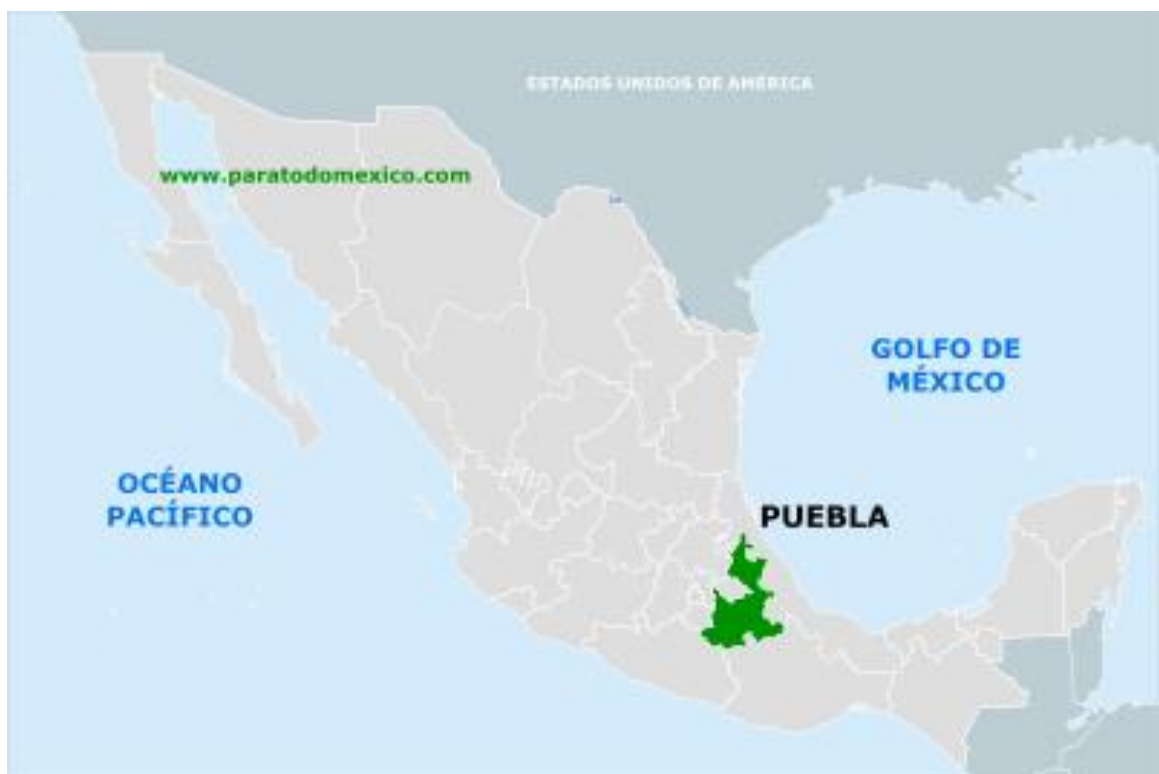 ESTADOS UNIDOS DE AMÉRICA
www.paratodomexico.com
GOLFO DE
MÉXICO
OCÉANO
PACÍFICO
PUEBLA